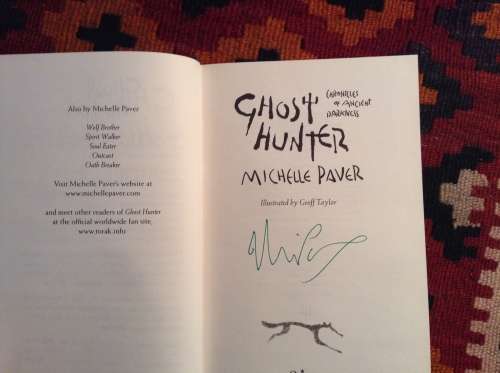 Also by Michelle Paver
Wolf Brother
Spirit Walker
Soul Eater
Outcast
Oath Breaker
Visit Michelle Paver's website at
www.michellepaver.com
and meet other readers of Ghost Hunter
at the official worldwide fan site,
www.torak.info
CHRONICLES
OF ANCIENT
DARKNESS
GHOST
HUNTER
MICHELLE PAVER
Illustrated by Geoff Taylor